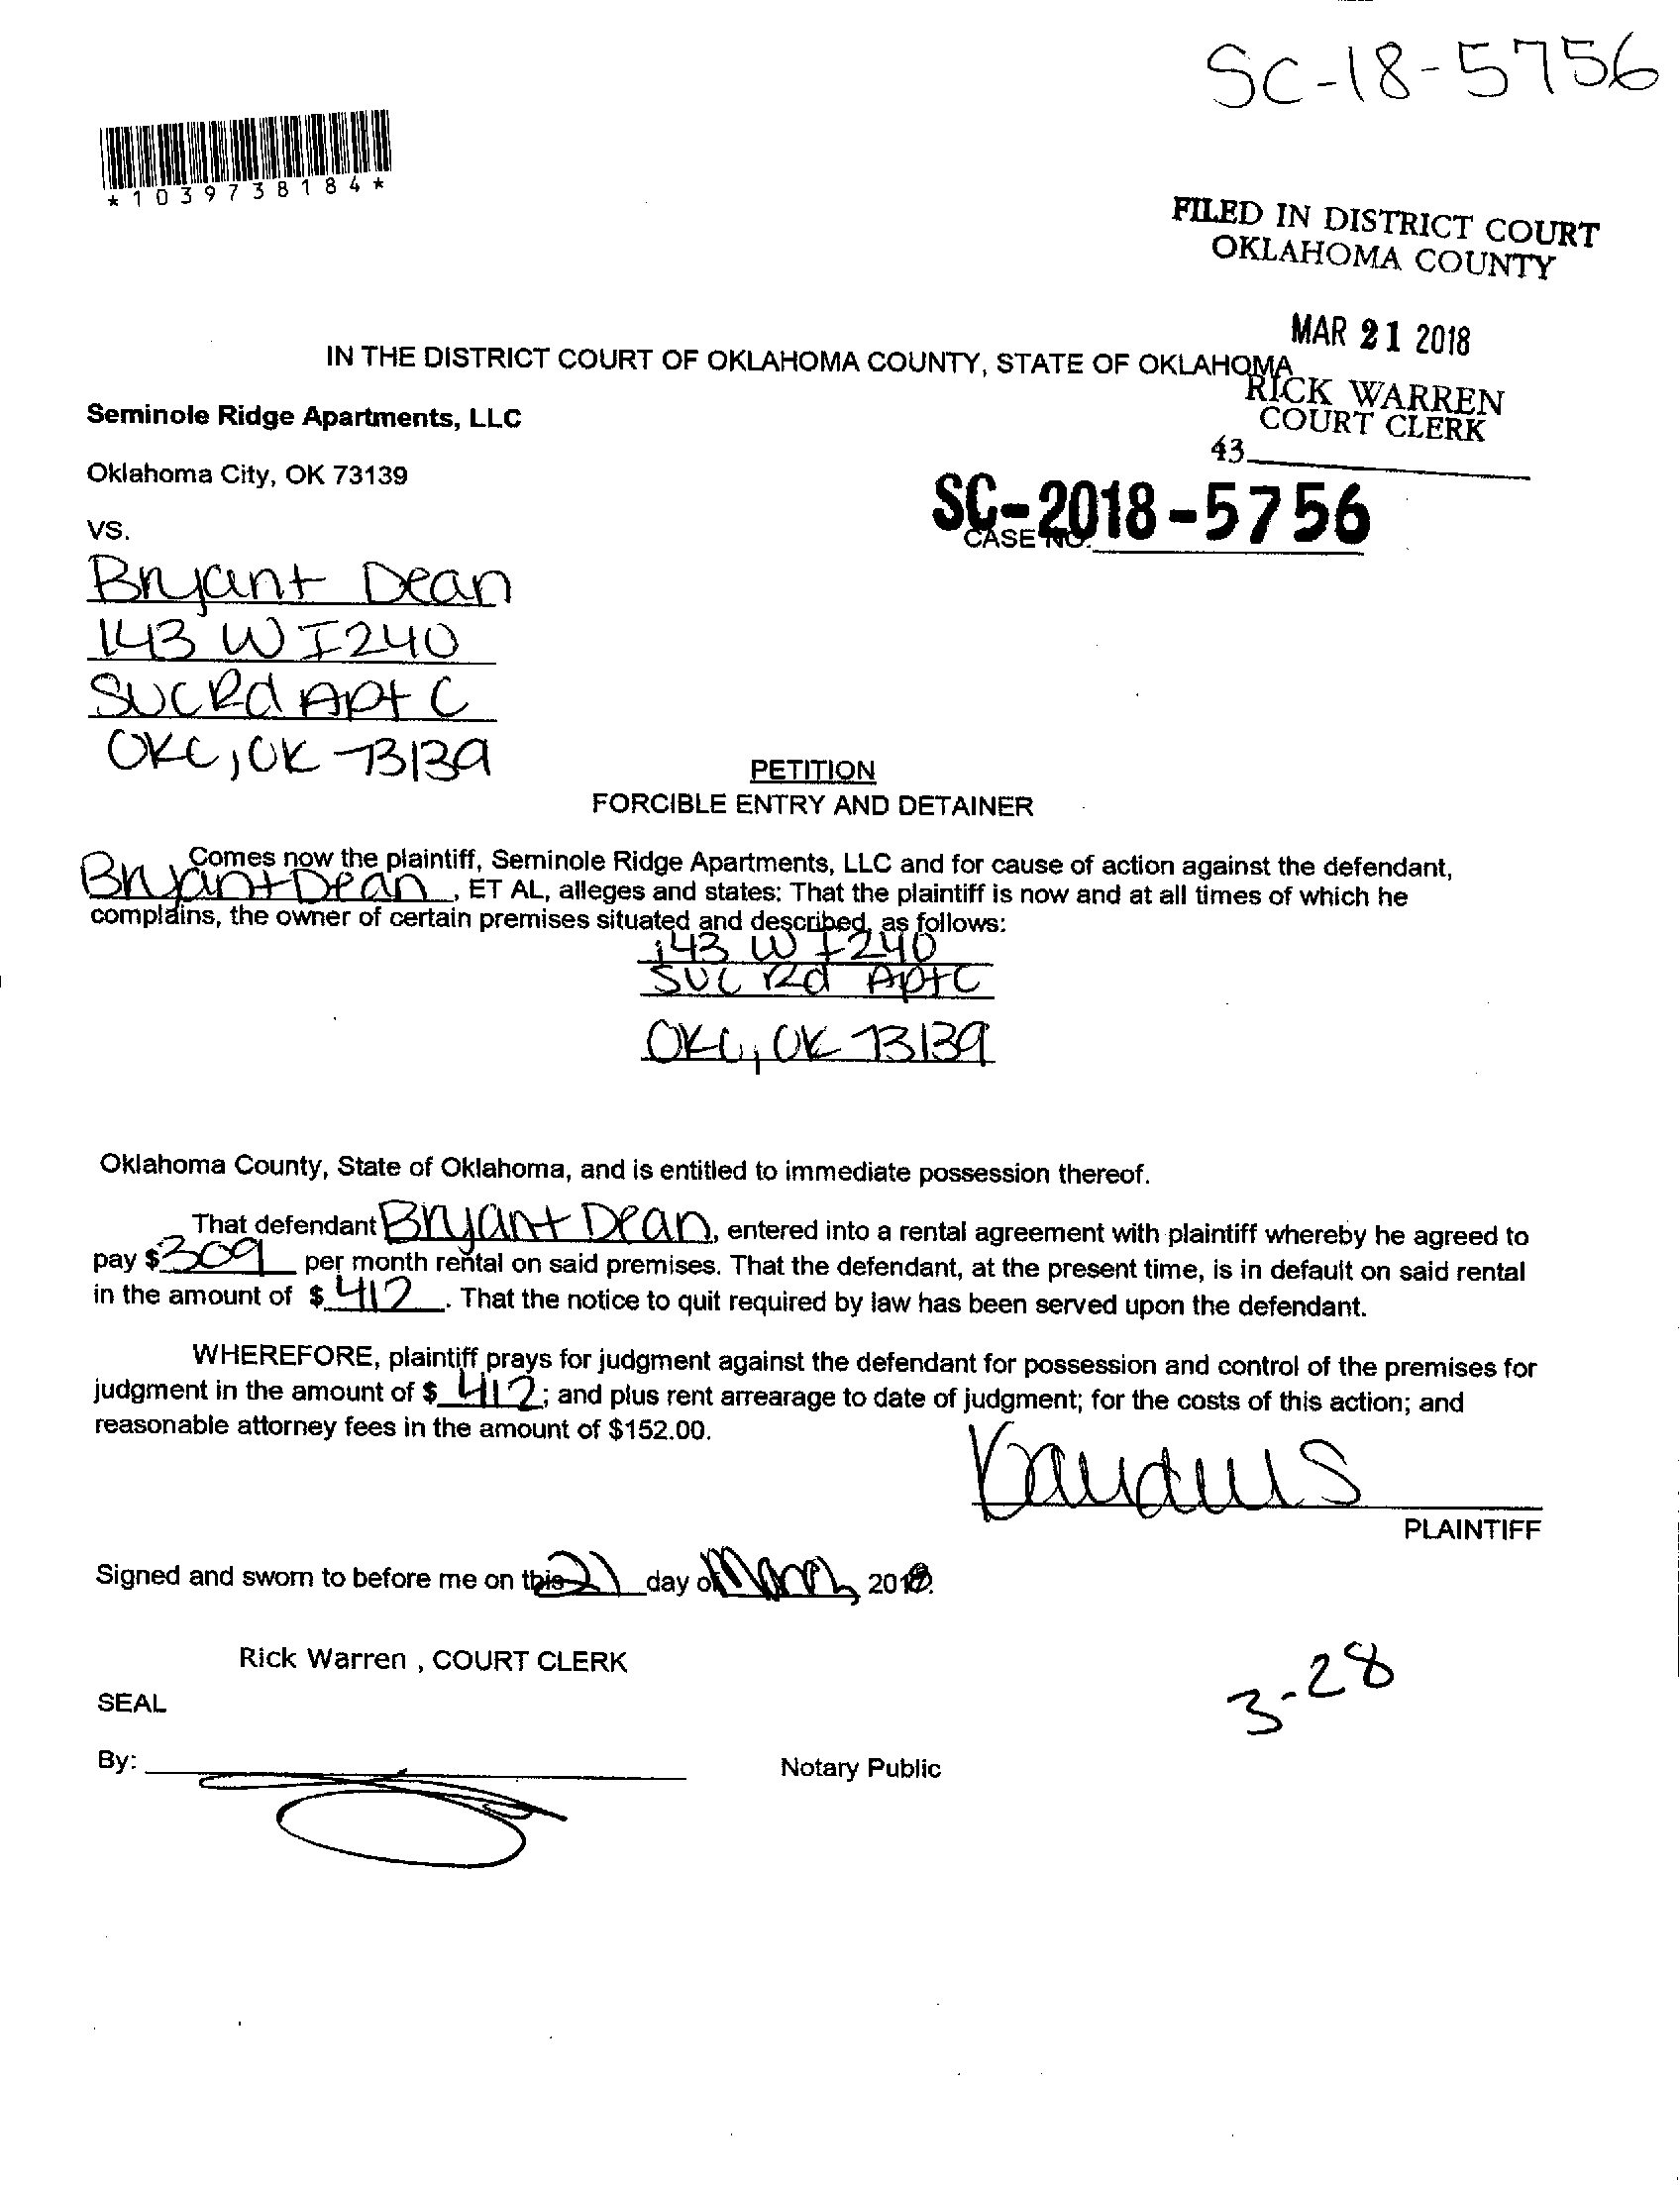 SC-18-5756
*1039738184*
FILED IN DISTRICT COURT
OKLAHOMA COUNTY
MAR 21 2018
IN THE DISTRICT COURT OF OKLAHOMA COUNTY, STATE OF OKLAHOMA
RICK WARREN
COURT CLERK
43
Seminole Ridge Apartments, LLC
Oklahoma City, OK 73139
SC-2018-5756
CASE NO.
VS.
Bryant Dean
143 W I240
SVC Rd Apt C
OKC, OK 73139
PETITION
FORCIBLE ENTRY AND DETAINER
Comes now the plaintiff, Seminole Ridge Apartments, LLC and for cause of action against the defendant,
Bryant Dean, ET AL, alleges and states: That the plaintiff is now and at all times of which he
complains, the owner of certain premises situated and described, as follows:
143 W I240
SVC Rd Apt C
OKC, OK 73139
Oklahoma County, State of Oklahoma, and is entitled to immediate possession thereof.
That defendant Bryant Dean, entered into a rental agreement with plaintiff whereby he agreed to
pay $309 per month rental on said premises. That the defendant, at the present time, is in default on said rental
in the amount of $412. That the notice to quit required by law has been served upon the defendant.
WHEREFORE, plaintiff prays for judgment against the defendant for possession and control of the premises for
judgment in the amount of $412; and plus rent arrearage to date of judgment; for the costs of this action; and
reasonable attorney fees in the amount of $152.00.
PLAINTIFF
Signed and sworn to before me on this 21 day of March, 2018.
Rick Warren , COURT CLERK
3-28
SEAL
By:
Notary Public